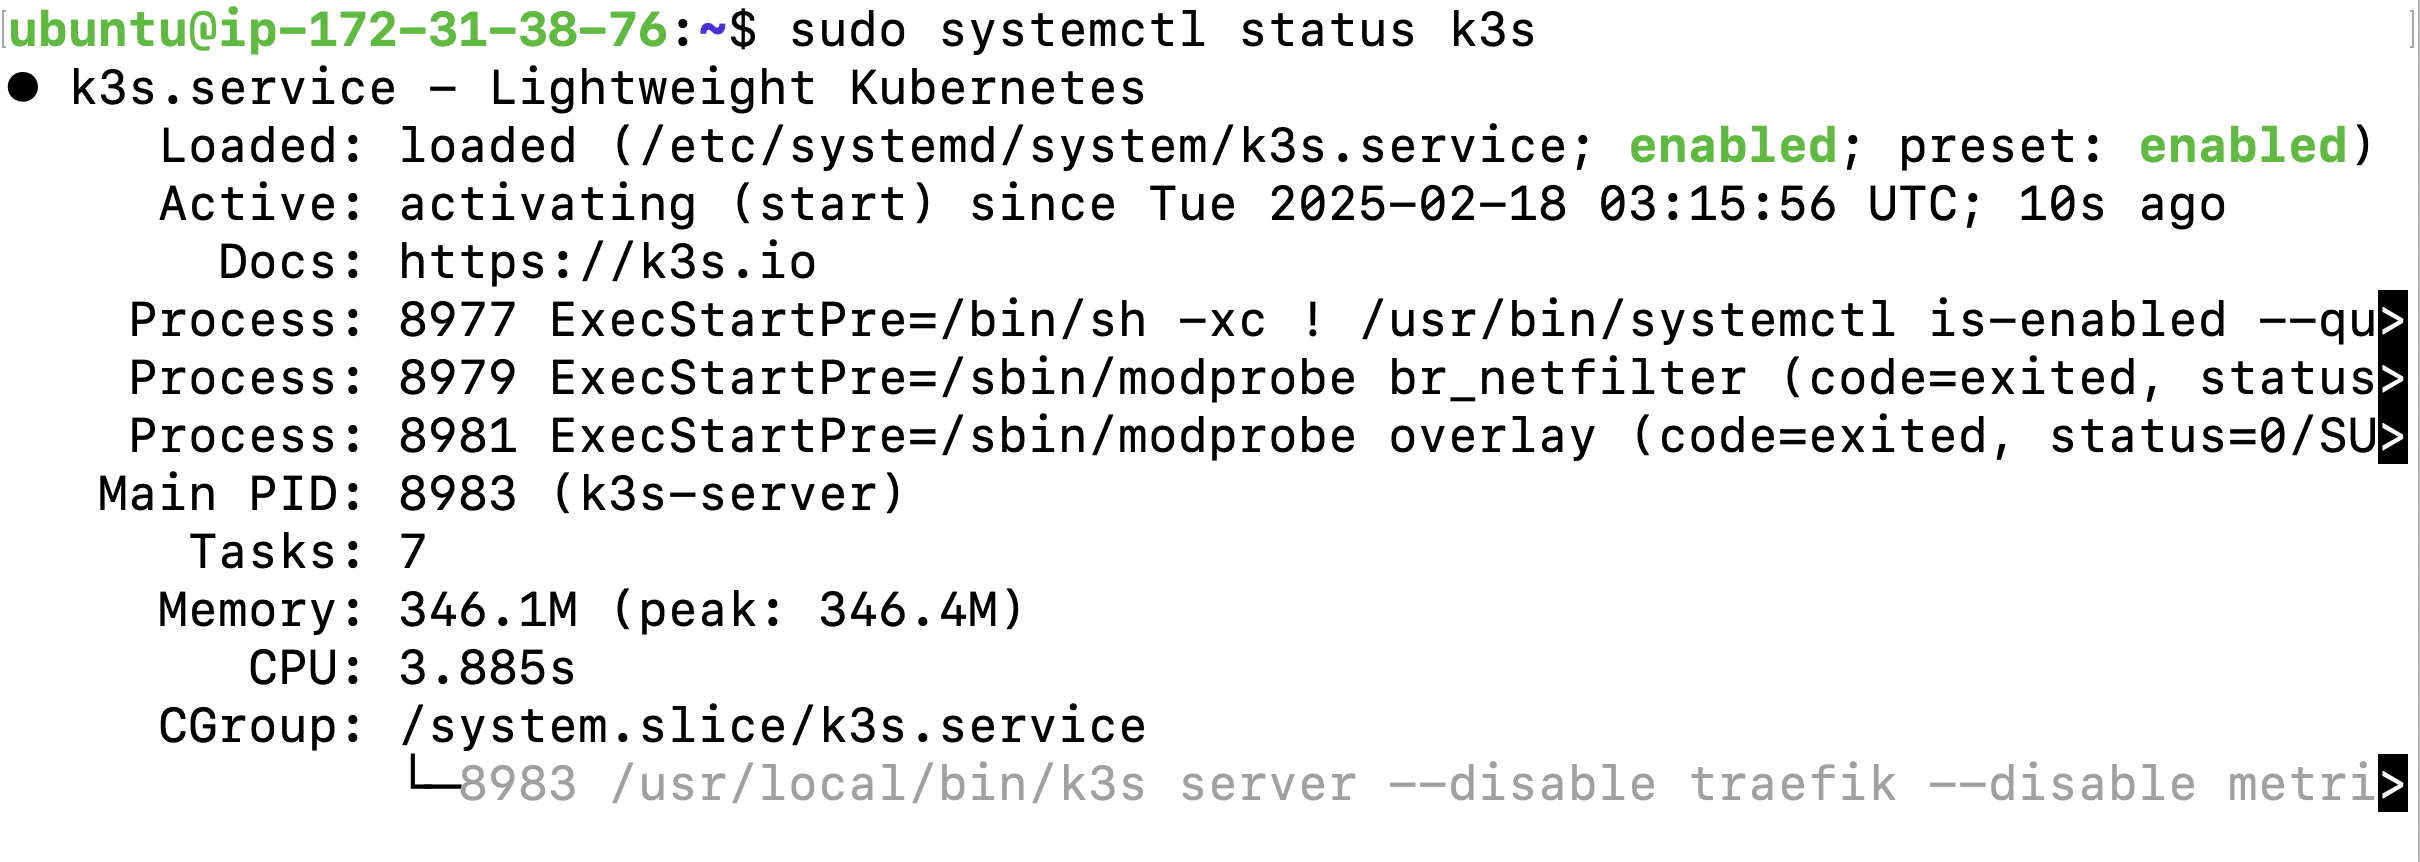 ubuntu@ip-172-31-38-76:~$ sudo systemctl status k3s
● k3s.service - Lightweight Kubernetes
Loaded: loaded (/etc/systemd/system/k3s.service; enabled; preset: enabled)
Active: activating (start) since Tue 2025-02-18 03:15:56 UTC; 10s ago
Docs: https://k3s.io
Process: 8977 ExecStartPre=/bin/sh -xc ! /usr/bin/systemctl is-enabled --qu>
Process: 8979 ExecStartPre=/sbin/modprobe br_netfilter (code=exited, status>
Process: 8981 ExecStartPre=/sbin/modprobe overlay (code=exited, status=0/SU>
Main PID: 8983 (k3s-server)
Tasks: 7
Memory: 346.1M (peak: 346.4M)
CPU: 3.885s
CGroup: /system.slice/k3s.service
└─8983 /usr/local/bin/k3s server --disable traefik --disable metri>